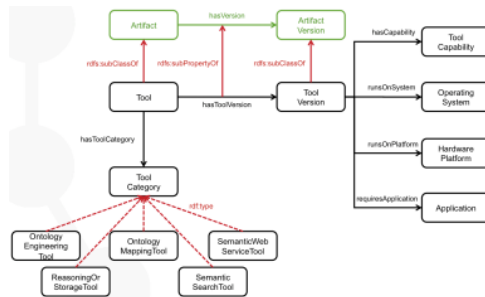 hasVersion
Artifact
Artifact
Version
hasCapability
Tool
Capability
rdfs:subClassOf
rdfs:subPropertyOf
rdfs:subClassOf
runsOnSystem
Operating
System
Tool
hasToolVersion
Tool
Version
hasToolCategory
runsOnPlatform
Hardware
Platform
Tool
Category
rdf:type
requiresApplication
Application
Ontology
Engineering
Tool
Ontology
MappingTool
SemanticWeb
ServiceTool
ReasoningOr
StorageTool
Semantic
SearchTool